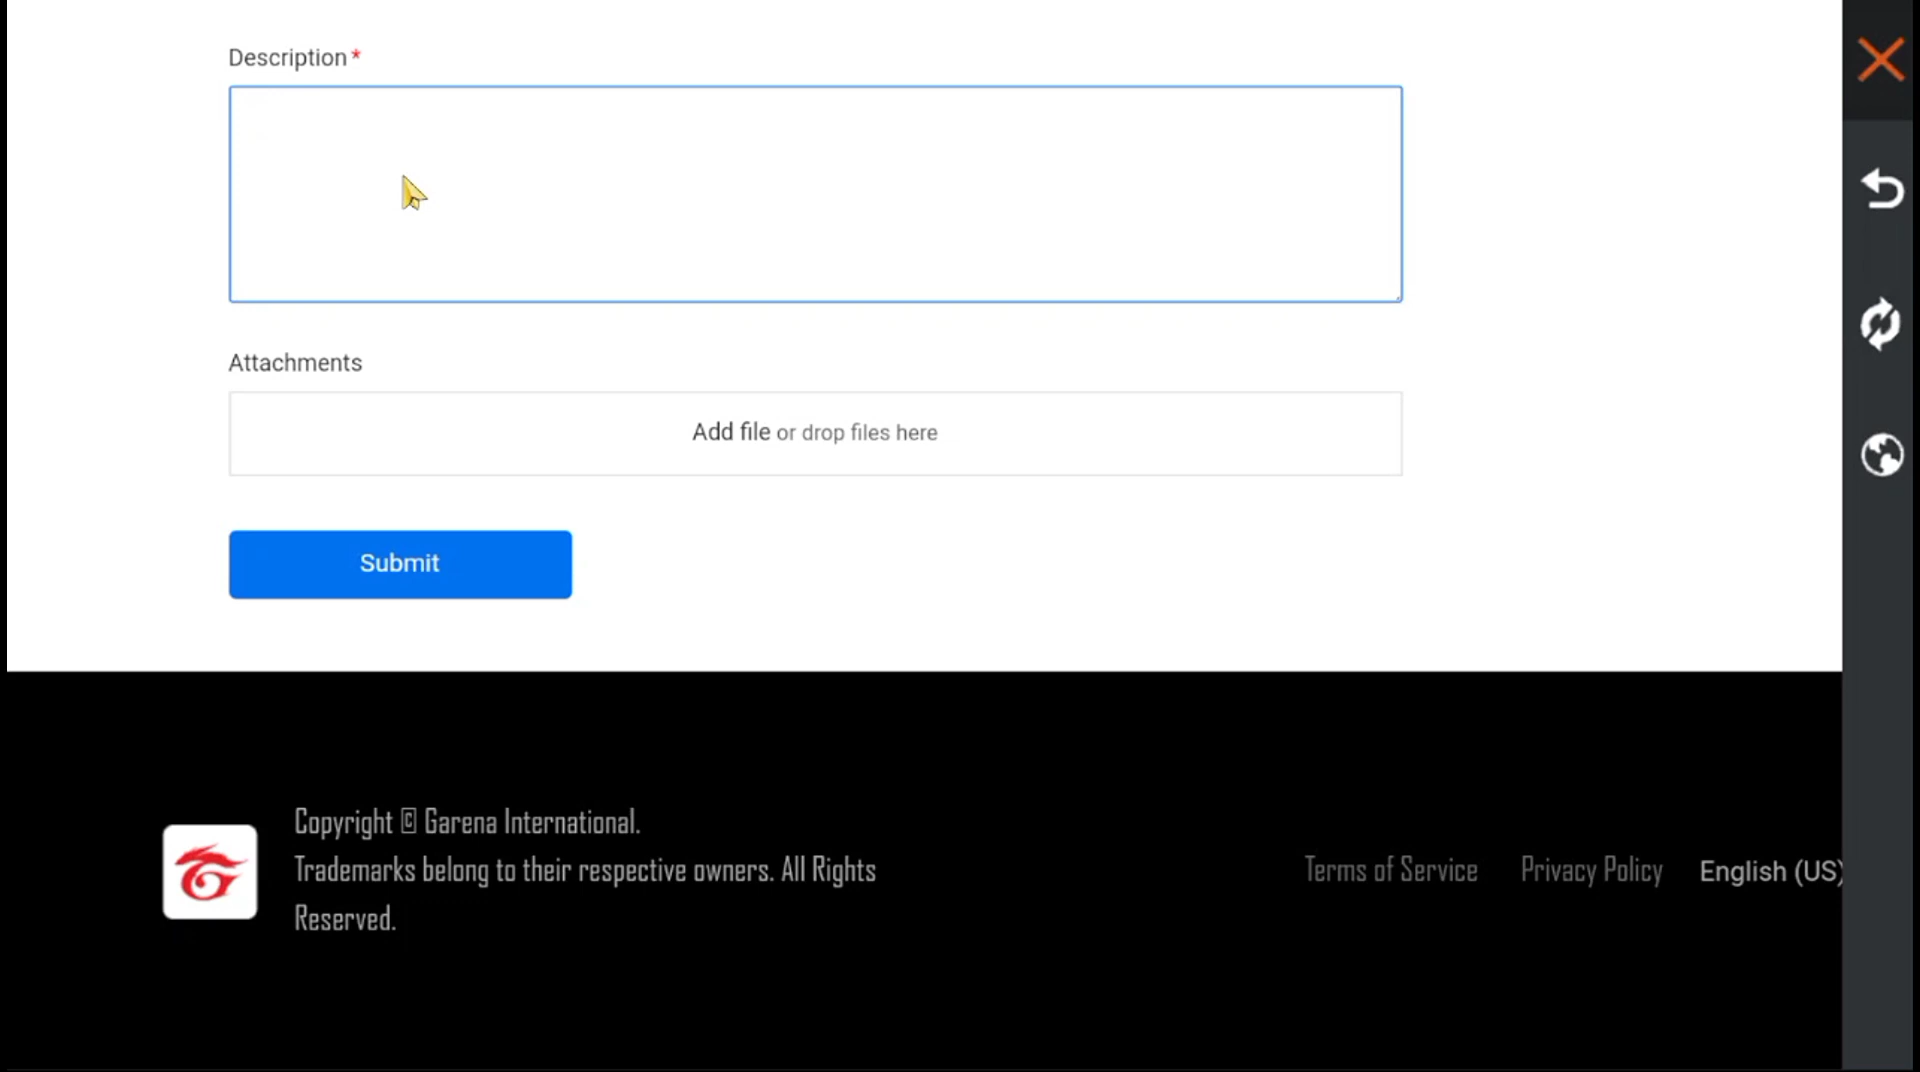 Description *
Attachments
Add file or drop files here
Submit
Copyright © Garena International.
Trademarks belong to their respective owners. All Rights
Reserved.
Terms of Service Privacy Policy English (US)